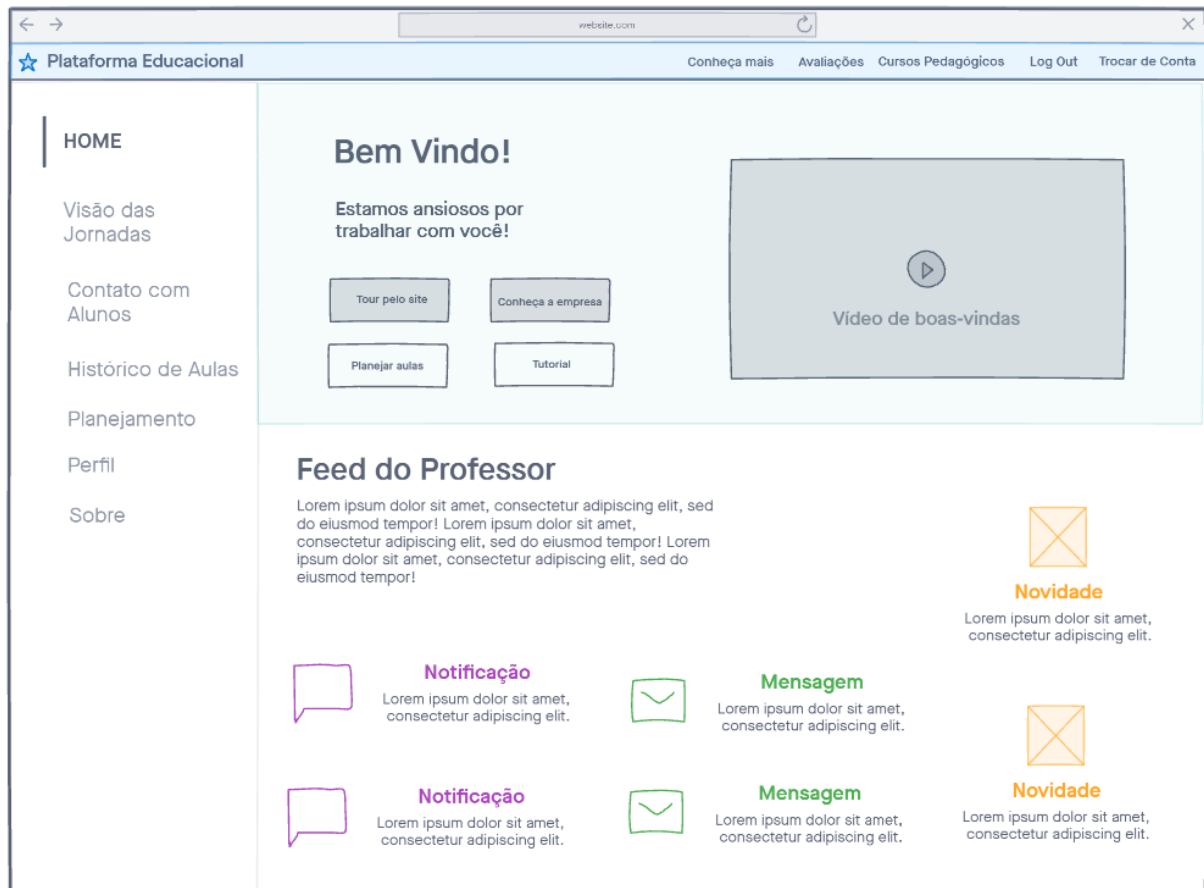 website.com
Plataforma Educacional
Conheça mais
Avaliações
Cursos Pedagógicos
Log Out
Trocar de Conta
HOME
Visão das
Jornadas
Contato com
Alunos
Histórico de Aulas
Planejamento
Perfil
Sobre
Bem Vindo!
Estamos ansiosos por
trabalhar com você!
Tour pelo site
Conheça a empresa
Planejar aulas
Tutorial
Vídeo de boas-vindas
Feed do Professor
Lorem ipsum dolor sit amet, consectetur adipiscing elit, sed
do eiusmod tempor! Lorem ipsum dolor sit amet,
consectetur adipiscing elit, sed do eiusmod tempor! Lorem
ipsum dolor sit amet, consectetur adipiscing elit, sed do
eiusmod tempor!
Notificação
Lorem ipsum dolor sit amet,
consectetur adipiscing elit.
Mensagem
Lorem ipsum dolor sit amet,
consectetur adipiscing elit.
Notificação
Lorem ipsum dolor sit amet,
consectetur adipiscing elit.
Mensagem
Lorem ipsum dolor sit amet,
consectetur adipiscing elit.
Novidade
Lorem ipsum dolor sit amet,
consectetur adipiscing elit.
Novidade
Lorem ipsum dolor sit amet,
consectetur adipiscing elit.